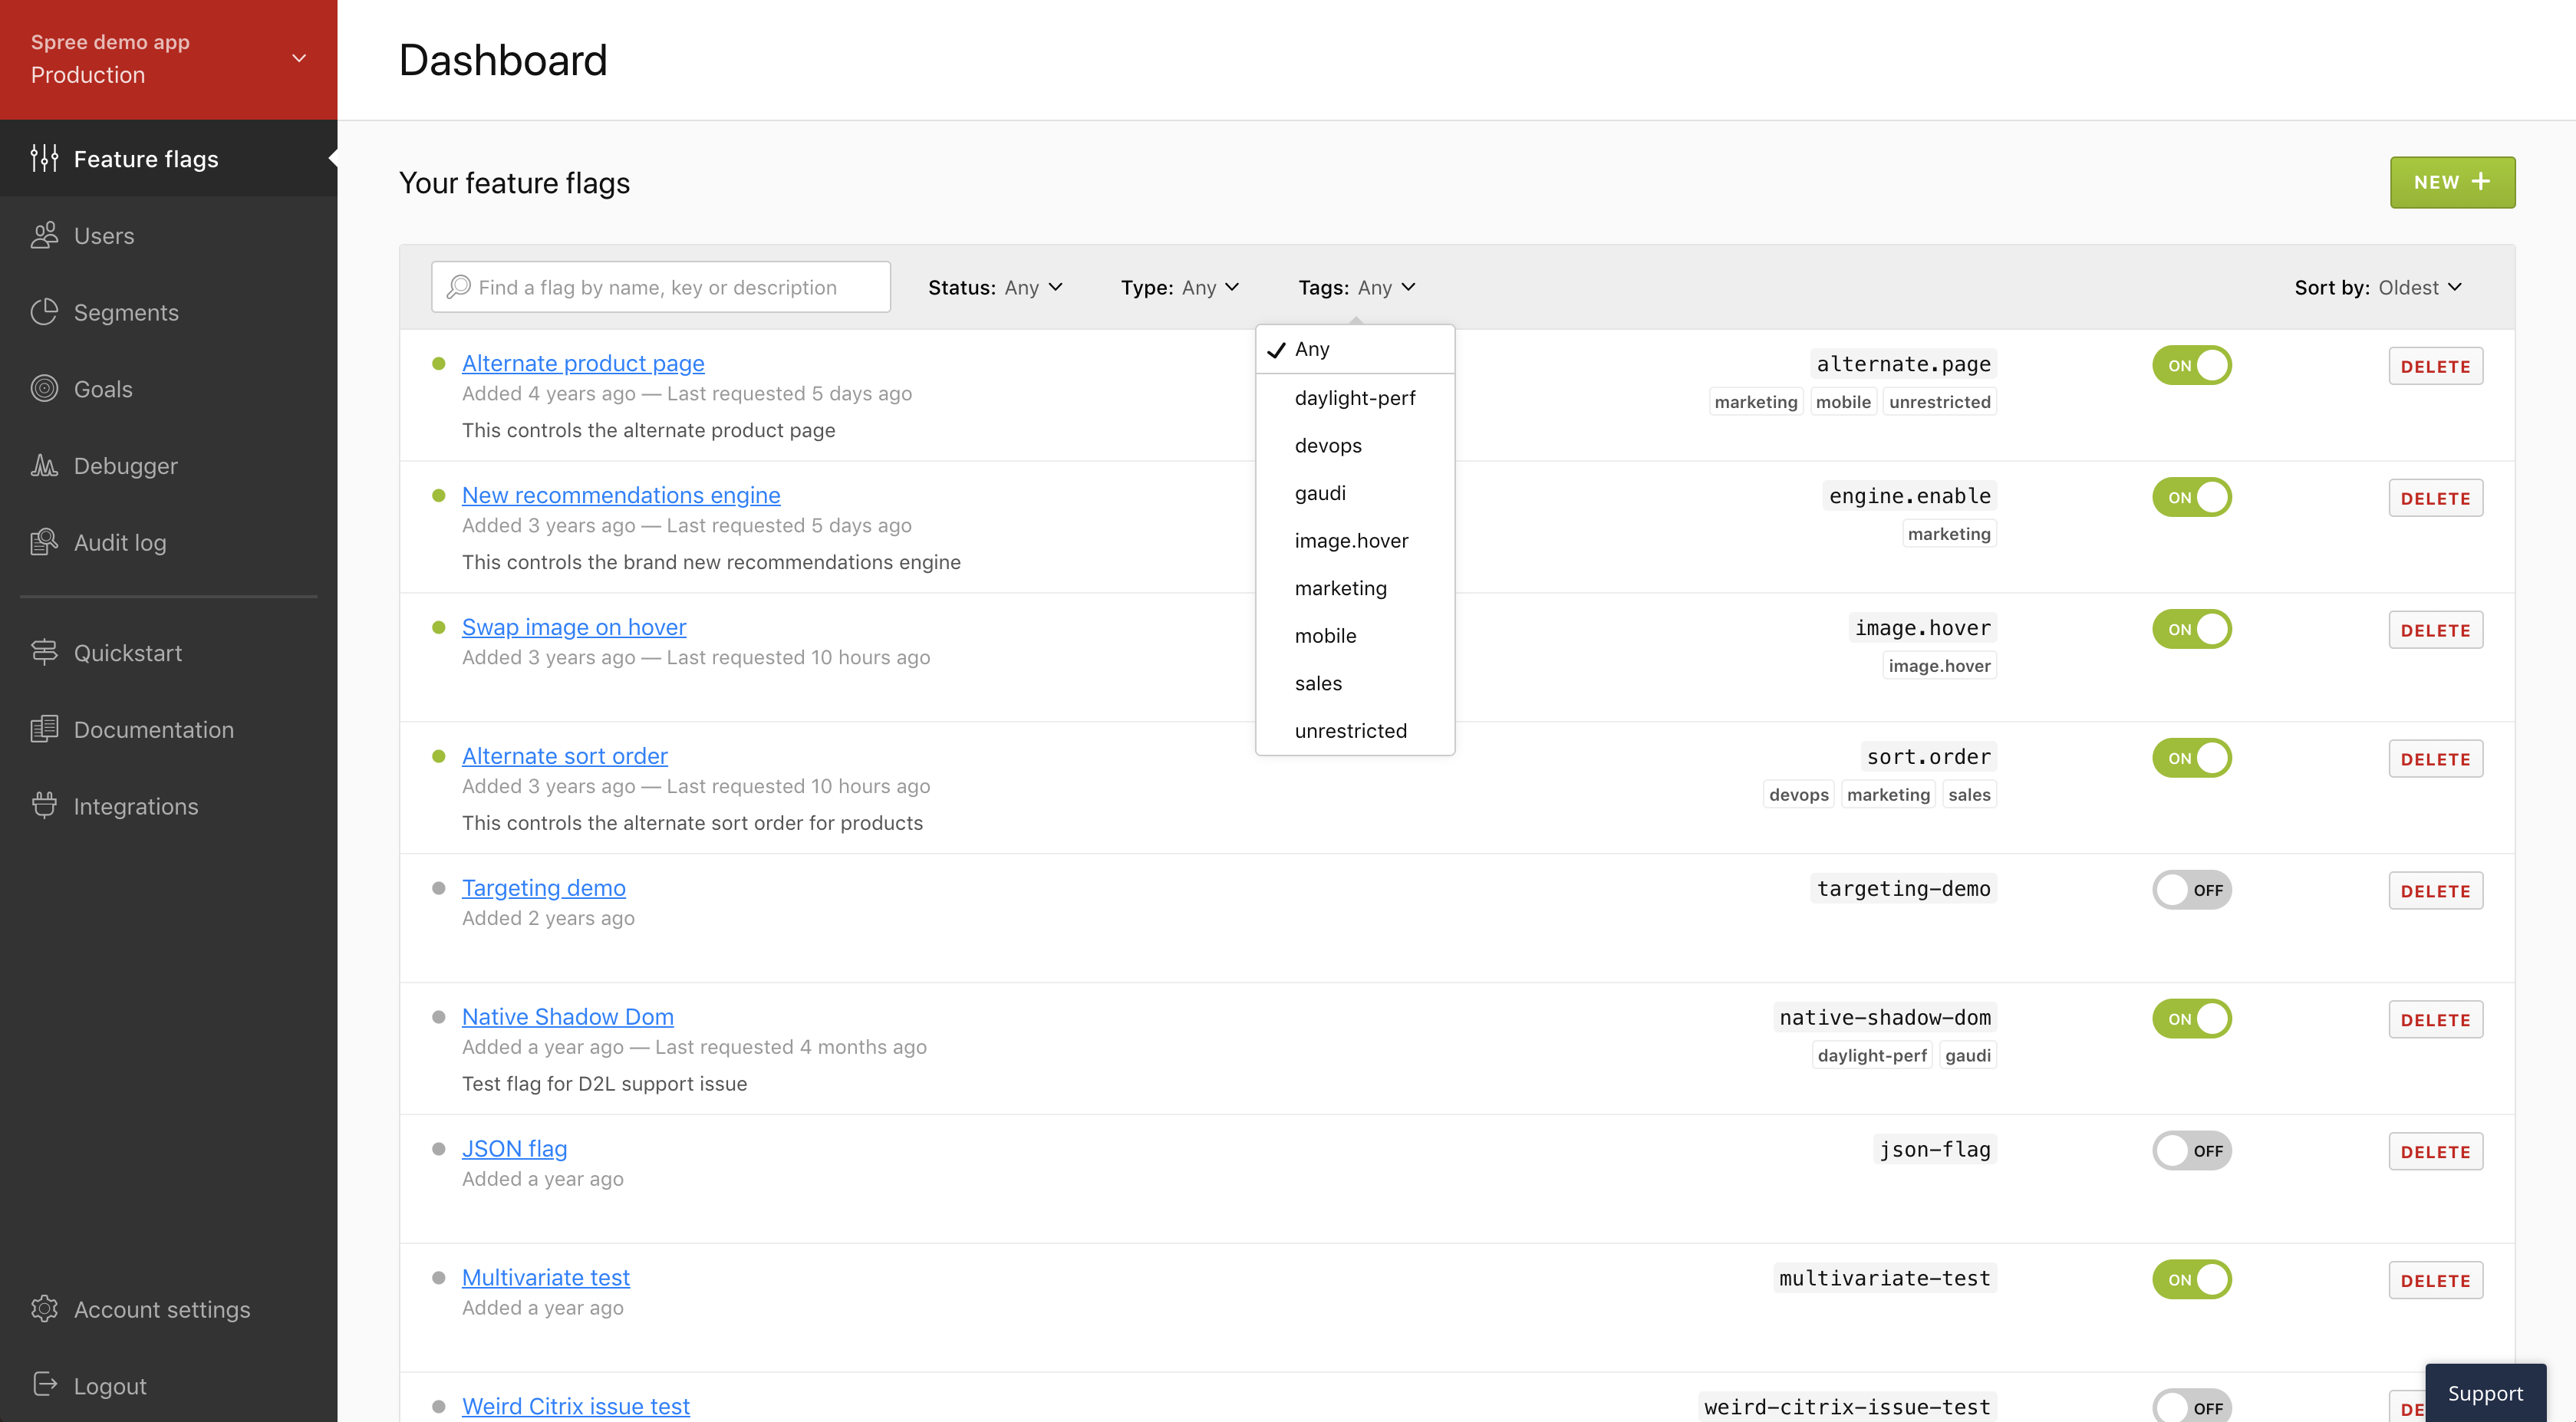 Spree demo app
Production
Feature flags
Users
Segments
Goals
Debugger
Audit log
Quickstart
Documentation
Integrations
Account settings
Logout
Dashboard
Your feature flags
NEW +
Find a flag by name, key or description
Status: Any
Type: Any
Tags: Any
Sort by: Oldest
Any
daylight-perf
devops
gaudi
image.hover
marketing
mobile
sales
unrestricted
Alternate product page
Added 4 years ago — Last requested 5 days ago
This controls the alternate product page
alternate.page
marketing mobile unrestricted
ON
DELETE
New recommendations engine
Added 3 years ago — Last requested 5 days ago
This controls the brand new recommendations engine
engine.enable
marketing
ON
DELETE
Swap image on hover
Added 3 years ago — Last requested 10 hours ago
image.hover
image.hover
ON
DELETE
Alternate sort order
Added 3 years ago — Last requested 10 hours ago
This controls the alternate sort order for products
sort.order
devops marketing sales
ON
DELETE
Targeting demo
Added 2 years ago
targeting-demo
OFF
DELETE
Native Shadow Dom
Added a year ago — Last requested 4 months ago
Test flag for D2L support issue
native-shadow-dom
daylight-perf gaudi
ON
DELETE
JSON flag
Added a year ago
json-flag
OFF
DELETE
Multivariate test
Added a year ago
multivariate-test
ON
DELETE
Weird Citrix issue test
weird-citrix-issue-test
OFF
DE
Support